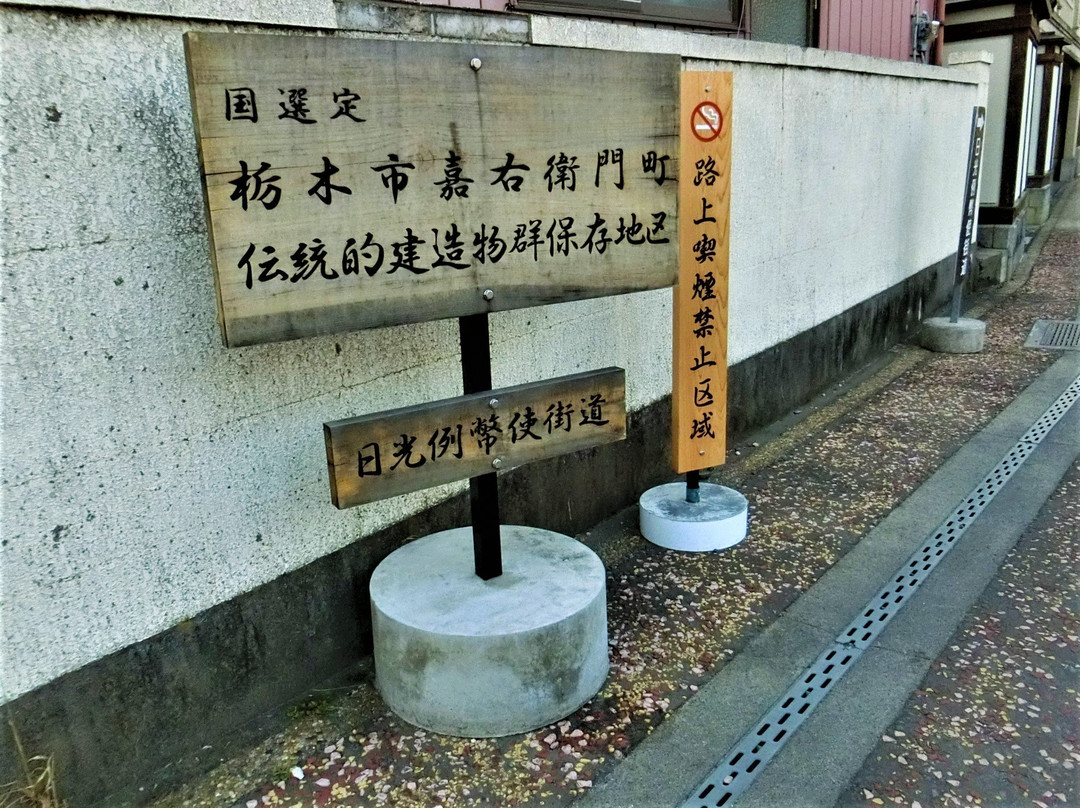 国選定
栃木市嘉右衛門町
伝統的建造物群保存地区
日光例幣使街道
路上喫煙禁止区域